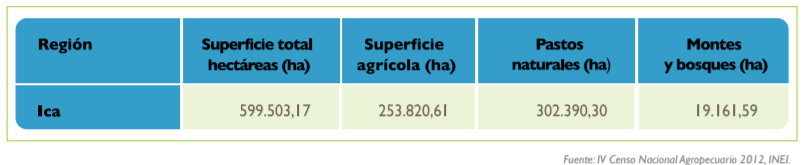 Región
Superficie total
hectáreas (ha)
Superficie
agrícola (ha)
Pastos
naturales (ha)
Montes
y bosques (ha)
Ica
599.503,17
253.820,61
302.390,30
19.161,59
Fuente: IV Censo Nacional Agropecuario 2012, INEI.